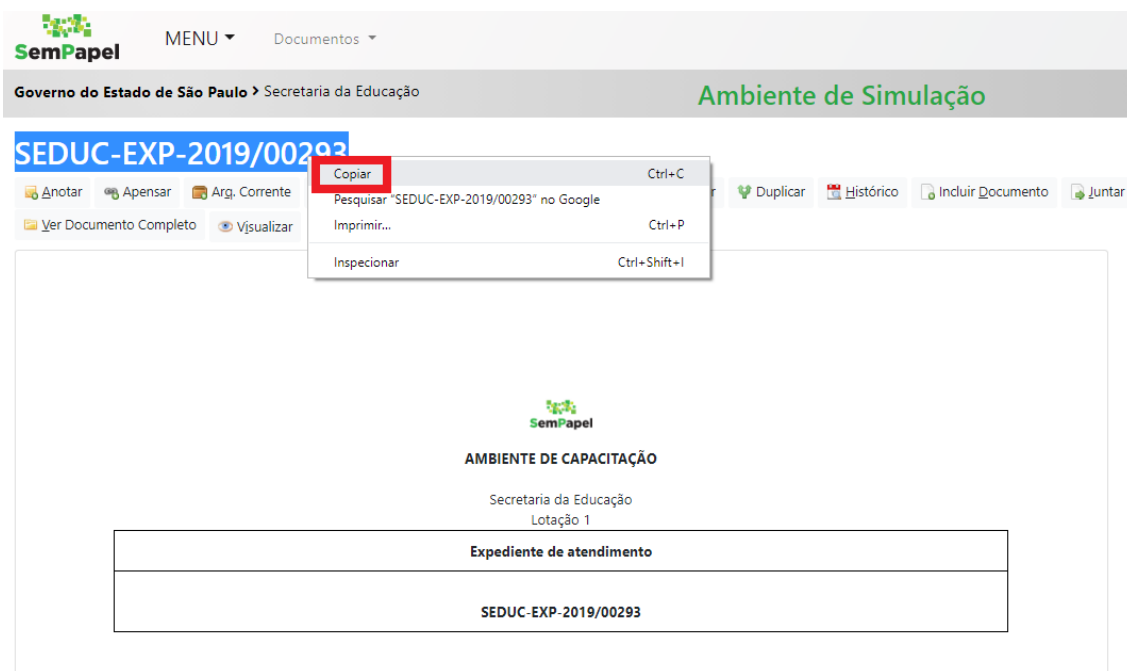 SemPapel
MENU Documentos
Governo do Estado de São Paulo > Secretaria da Educação
Ambiente de Simulação
SEDUC-EXP-2019/00293
Copiar Ctrl+C
Pesquisar "SEDUC-EXP-2019/00293" no Google
Imprimir... Ctrl+P
Inspecionar Ctrl+Shift+I
Anotar Apensar Arq. Corrente r Duplicar Histórico Incluir Documento Juntar
Ver Documento Completo Visualizar
SemPapel
AMBIENTE DE CAPACITAÇÃO
Secretaria da Educação
Lotação 1
Expediente de atendimento
SEDUC-EXP-2019/00293